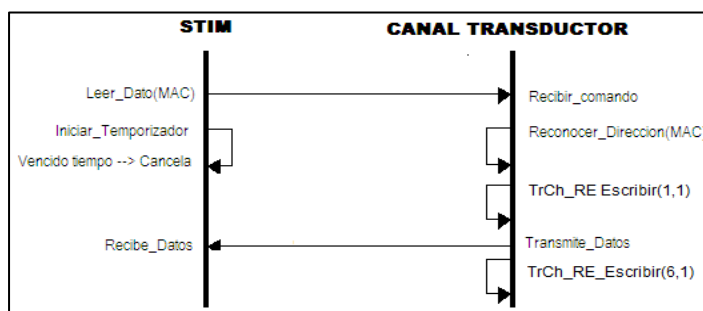 STIM CANAL TRANSDUCTOR
Leer_Dato(MAC) Recibir_comando
Iniciar_Temporizador Reconocer_Direccion(MAC)
Vencido tiempo --> Cancela
TrCh_RE Escribir(1,1)
Recibe_Datos Transmite_Datos
TrCh_RE_Escribir(6,1)